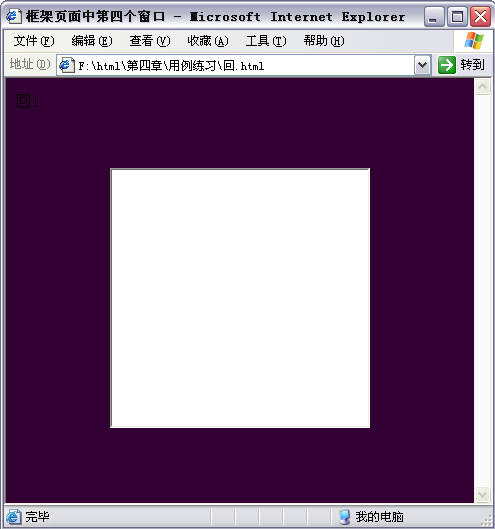 框架页面中第四个窗口 - Microsoft Internet Explorer
文件(F) 编辑(E) 查看(V) 收藏(A) 工具(T) 帮助(H)
地址(D) F:\html\第四章\用例练习\回.html 转到
回!
完毕 我的电脑